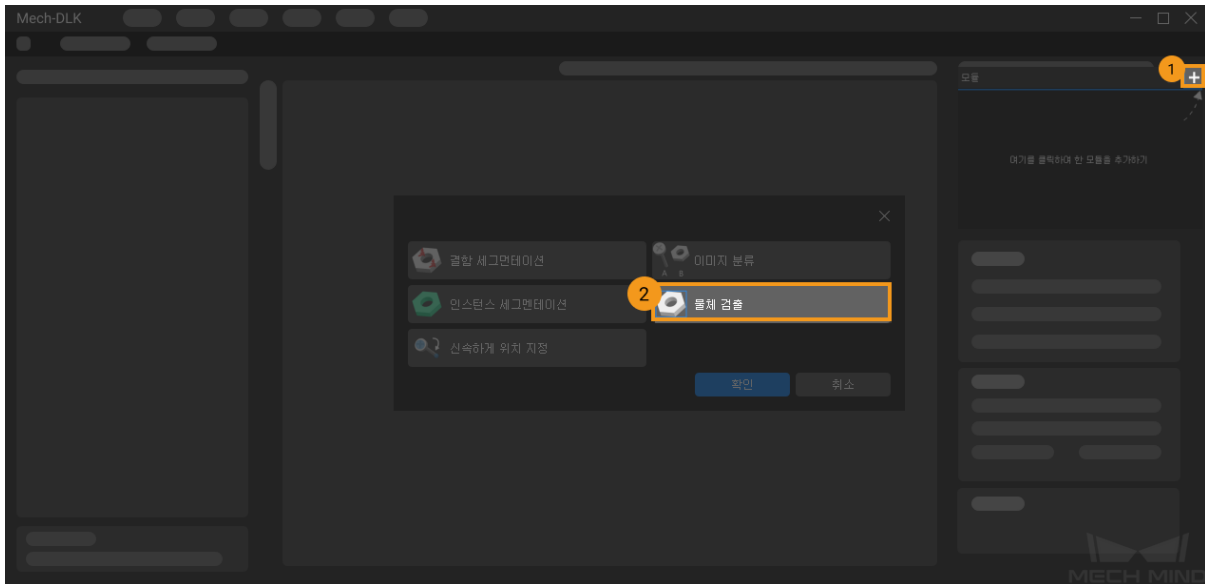 Mech-DLK
1
모듈
여기를 클릭하여 한 모듈을 추가하기
결함 세그먼테이션
이미지 분류
A B
인스턴스 세그멘테이션
2
물체 검출
신속하게 위치 지정
확인
취소
MECH MIND